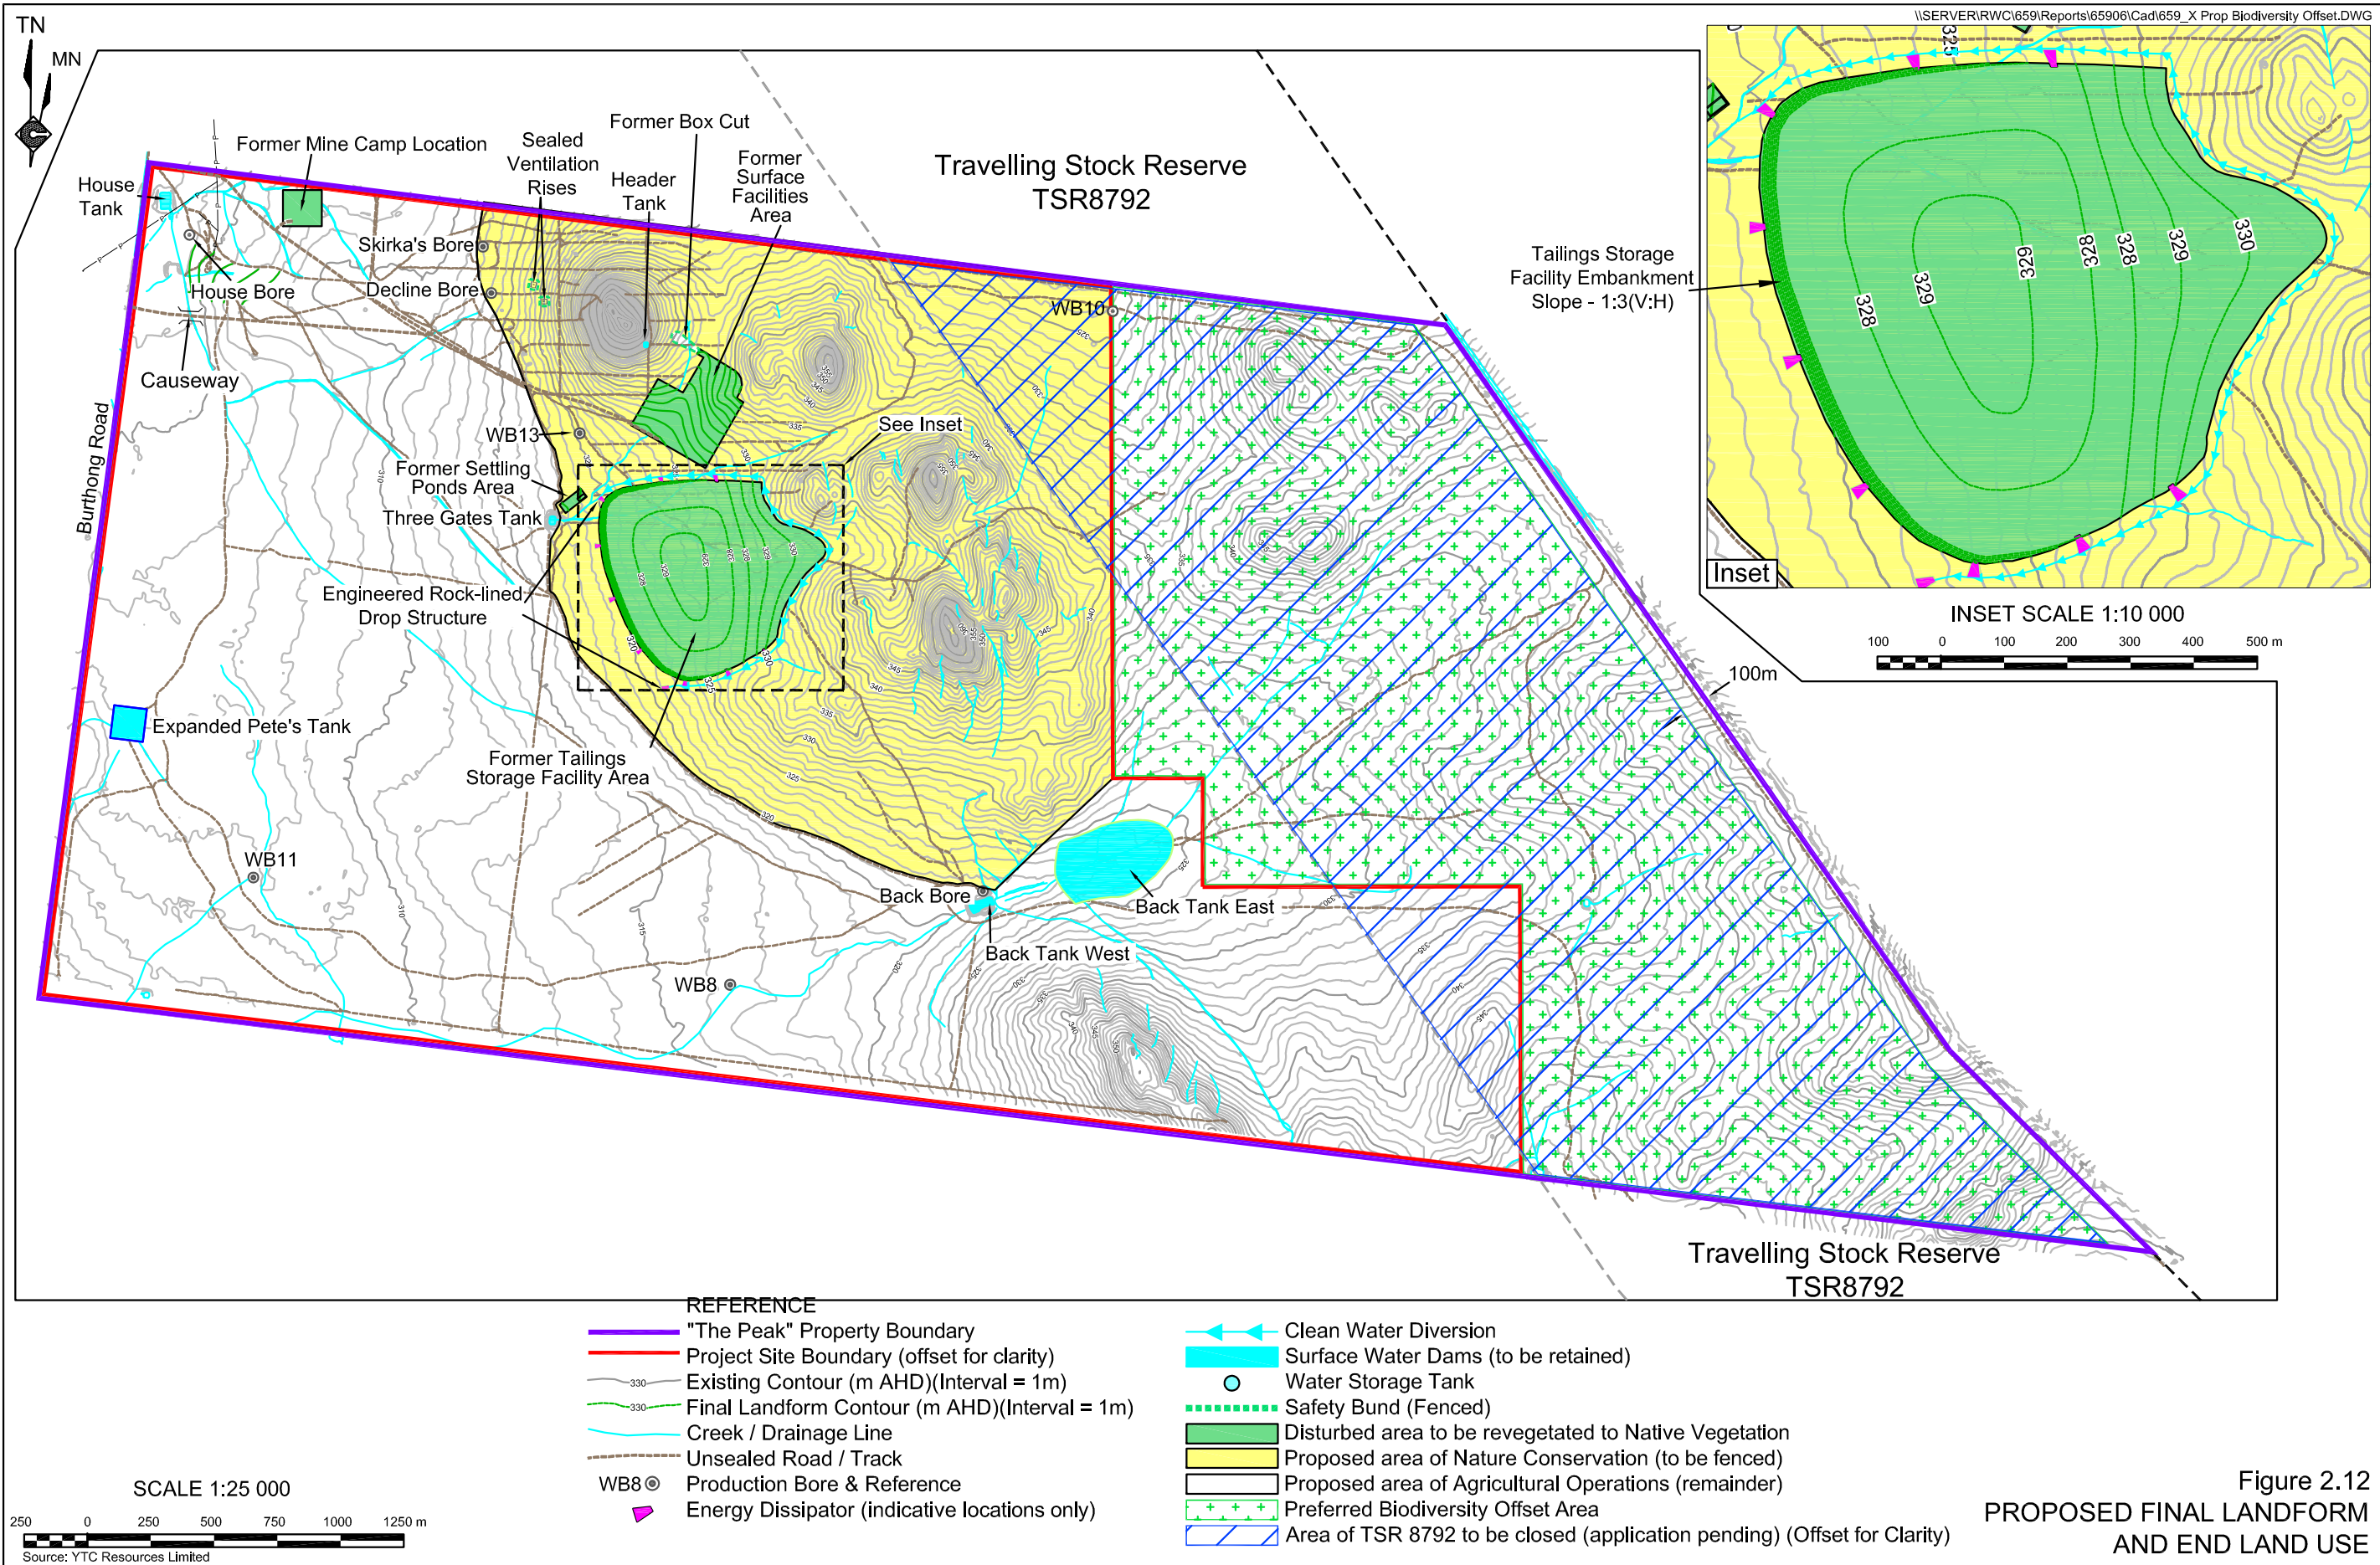 \\SERVER\RWC\659\Reports\65906\Cad\659_X Prop Biodiversity Offset.DWG
TN
MN
Travelling Stock Reserve
TSR8792
House
Tank
Former Mine Camp Location
Sealed
Ventilation
Rises
Former Box Cut
Header
Tank
Former
Surface
Facilities
Area
Skirka's Bore
Decline Bore
House Bore
Causeway
Burthong Road
WB10
WB13
See Inset
Former Settling
Ponds Area
Three Gates Tank
Engineered Rock-lined
Drop Structure
Expanded Pete's Tank
Former Tailings
Storage Facility Area
WB11
WB8
Back Bore
Back Tank West
Back Tank East
100m
Travelling Stock Reserve
TSR8792
Tailings Storage
Facility Embankment
Slope - 1:3(V:H)
325
328
329
329
328
328
329
330
Inset
INSET SCALE 1:10 000
100 0 100 200 300 400 500 m
REFERENCE
"The Peak" Property Boundary
Project Site Boundary (offset for clarity)
330 Existing Contour (m AHD)(Interval = 1m)
330 Final Landform Contour (m AHD)(Interval = 1m)
Creek / Drainage Line
Unsealed Road / Track
WB8 Production Bore & Reference
Energy Dissipator (indicative locations only)
Clean Water Diversion
Surface Water Dams (to be retained)
Water Storage Tank
Safety Bund (Fenced)
Disturbed area to be revegetated to Native Vegetation
Proposed area of Nature Conservation (to be fenced)
Proposed area of Agricultural Operations (remainder)
Preferred Biodiversity Offset Area
Area of TSR 8792 to be closed (application pending) (Offset for Clarity)
SCALE 1:25 000
250 0 250 500 750 1000 1250 m
Source: YTC Resources Limited
Figure 2.12
PROPOSED FINAL LANDFORM
AND END LAND USE